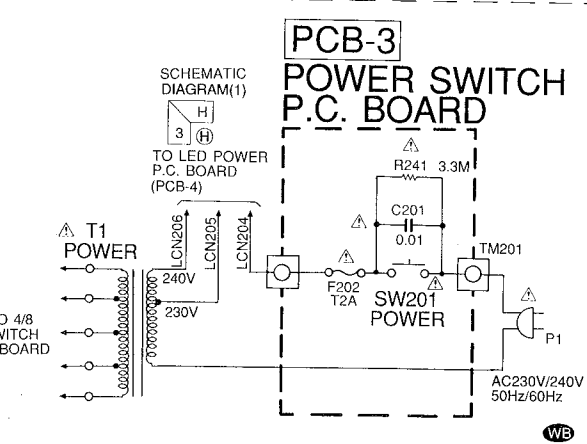 PCB-3
POWER SWITCH
P.C. BOARD
SCHEMATIC
DIAGRAM(1)
H
3 H
TO LED POWER
P.C. BOARD
(PCB-4)
R241 3.3M
C201
0.01
LCN206
LCN205
LCN204
T1
POWER
240V
230V
F202
T2A
SW201
POWER
TM201
P1
O 4/8
WITCH
BOARD
AC230V/240V
50Hz/60Hz
WB